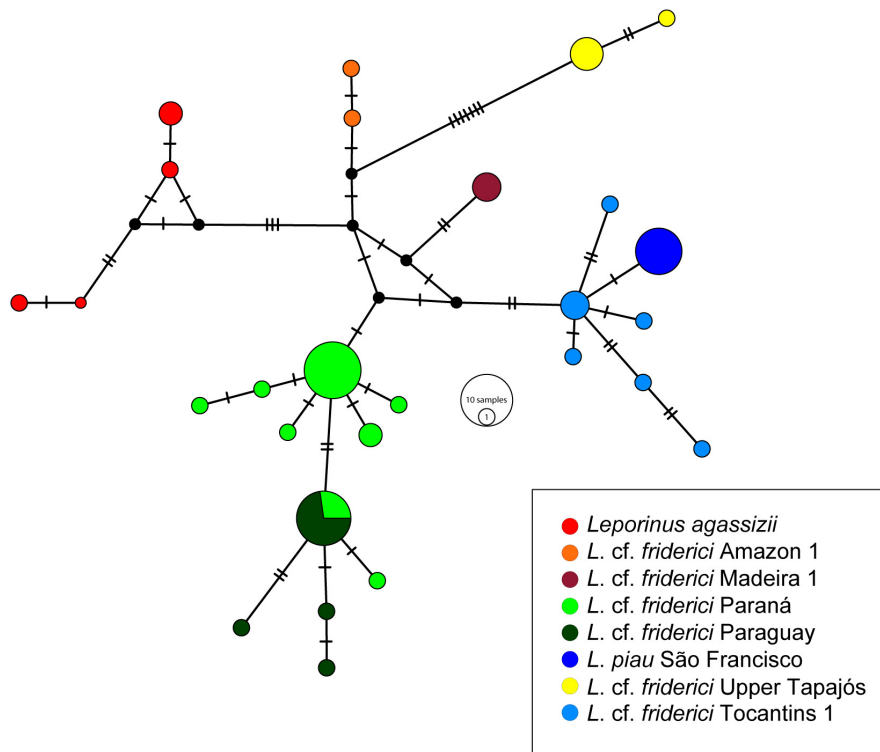 10 samples
1
Leporinus agassizii
L. cf. friderici Amazon 1
L. cf. friderici Madeira 1
L. cf. friderici Paraná
L. cf. friderici Paraguay
L. piau São Francisco
L. cf. friderici Upper Tapajós
L. cf. friderici Tocantins 1